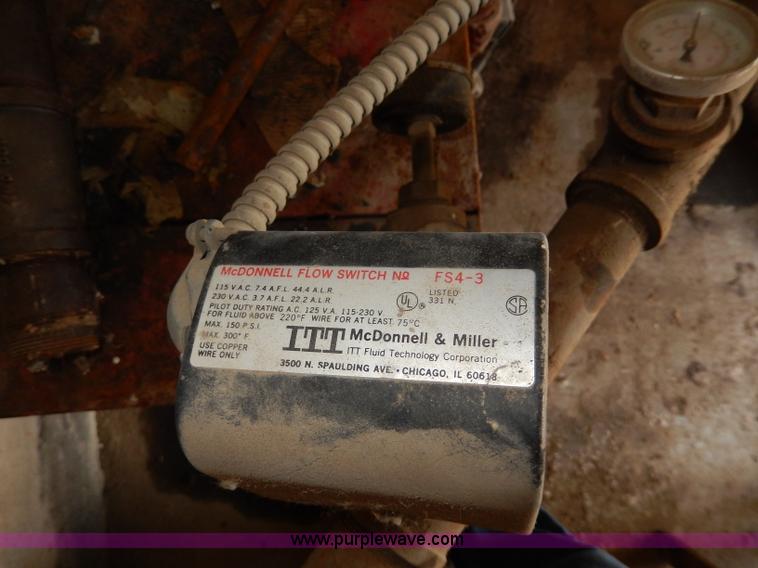 McDONNELL FLOW SWITCH No FS4-3
115 V.A.C. 7.4 A.F.L. 44.4 A.L.R.
230 V.A.C. 3.7 A.F.L. 22.2 A.L.R.
PILOT DUTY RATING A.C. 125 V.A. 115-230 V
FOR FLUID ABOVE 220°F WIRE FOR AT LEAST 75°C
UL
LISTED
331 N.
SA
MAX. 150 P.S.I.
MAX. 300° F
USE COPPER
WIRE ONLY
ITT McDonnell & Miller
ITT Fluid Technology Corporation
3500 N. SPAULDING AVE. • CHICAGO, IL 60618
www.purplewave.com